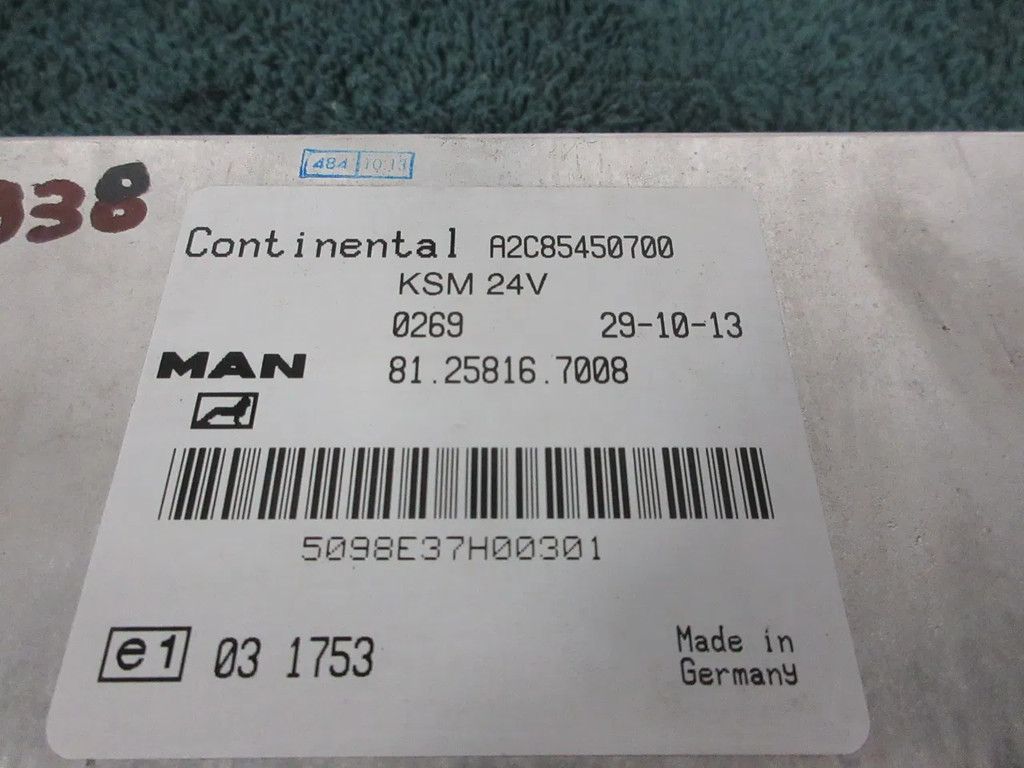 484 10 13
38
Continental A2C85450700
KSM 24V
0269 29-10-13
MAN 81.25816.7008
5098E37H00301
e1 03 1753
Made in
Germany